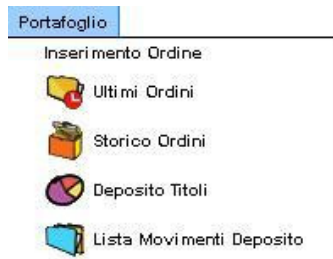 Portafoglio
Inserimento Ordine
Ultimi Ordini
Storico Ordini
Deposito Titoli
Lista Movimenti Deposito